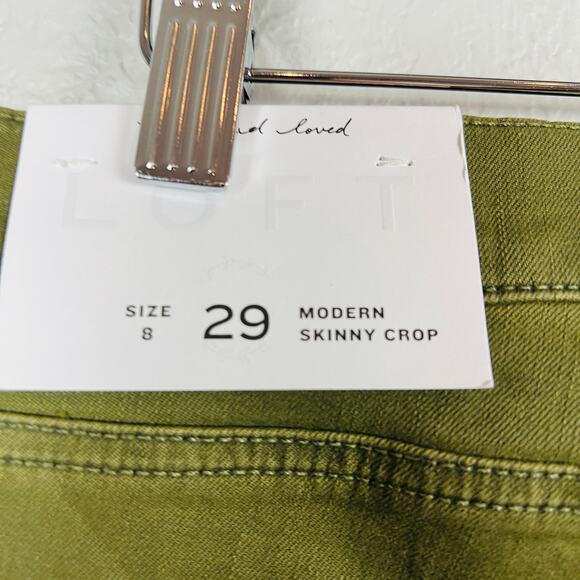 loved
LOFT
SIZE 8 29 MODERN
SKINNY CROP